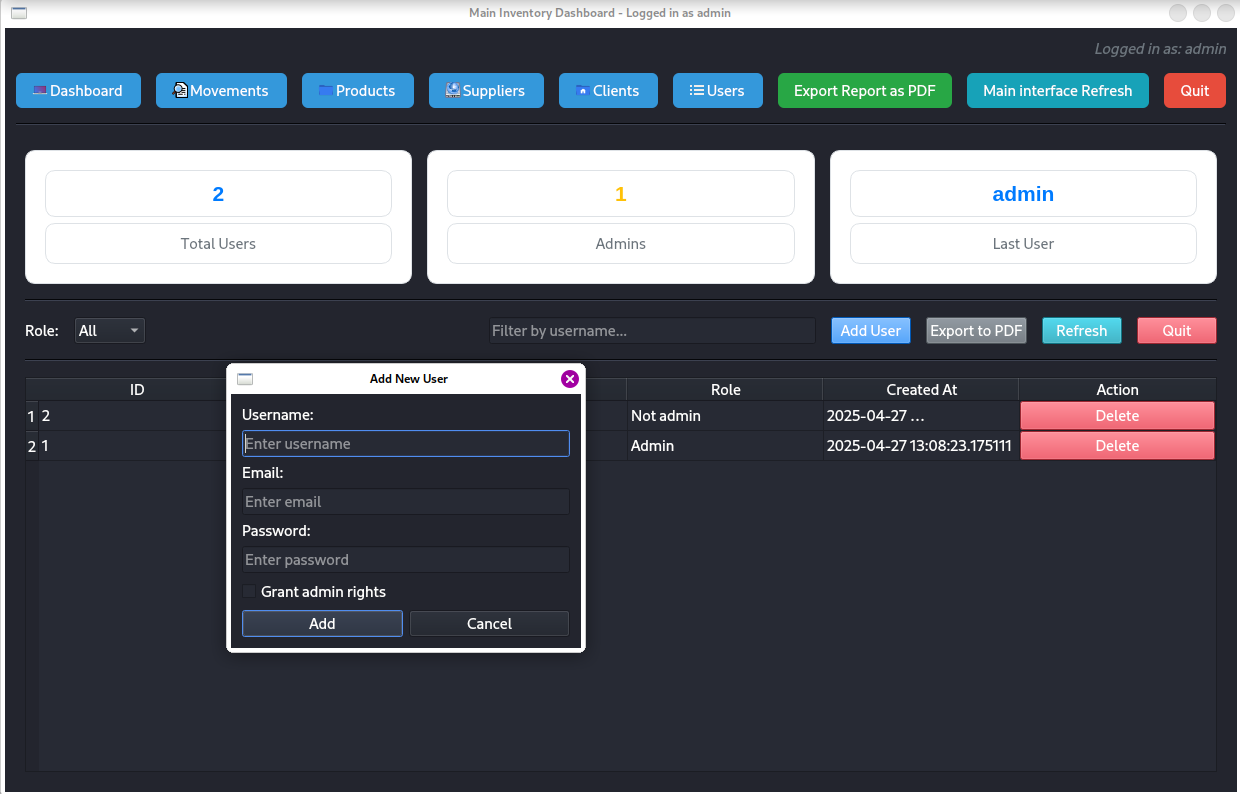 Main Inventory Dashboard - Logged in as admin
Logged in as: admin
Dashboard Movements Products Suppliers Clients Users Export Report as PDF Main interface Refresh Quit
2 1 admin
Total Users Admins Last User
Role: All Filter by username... Add User Export to PDF Refresh Quit
ID Role Created At Action
1 2 Not admin 2025-04-27 ... Delete
2 1 Admin 2025-04-27 13:08:23.175111 Delete
Add New User
Username:
Enter username
Email:
Enter email
Password:
Enter password
Grant admin rights
Add Cancel